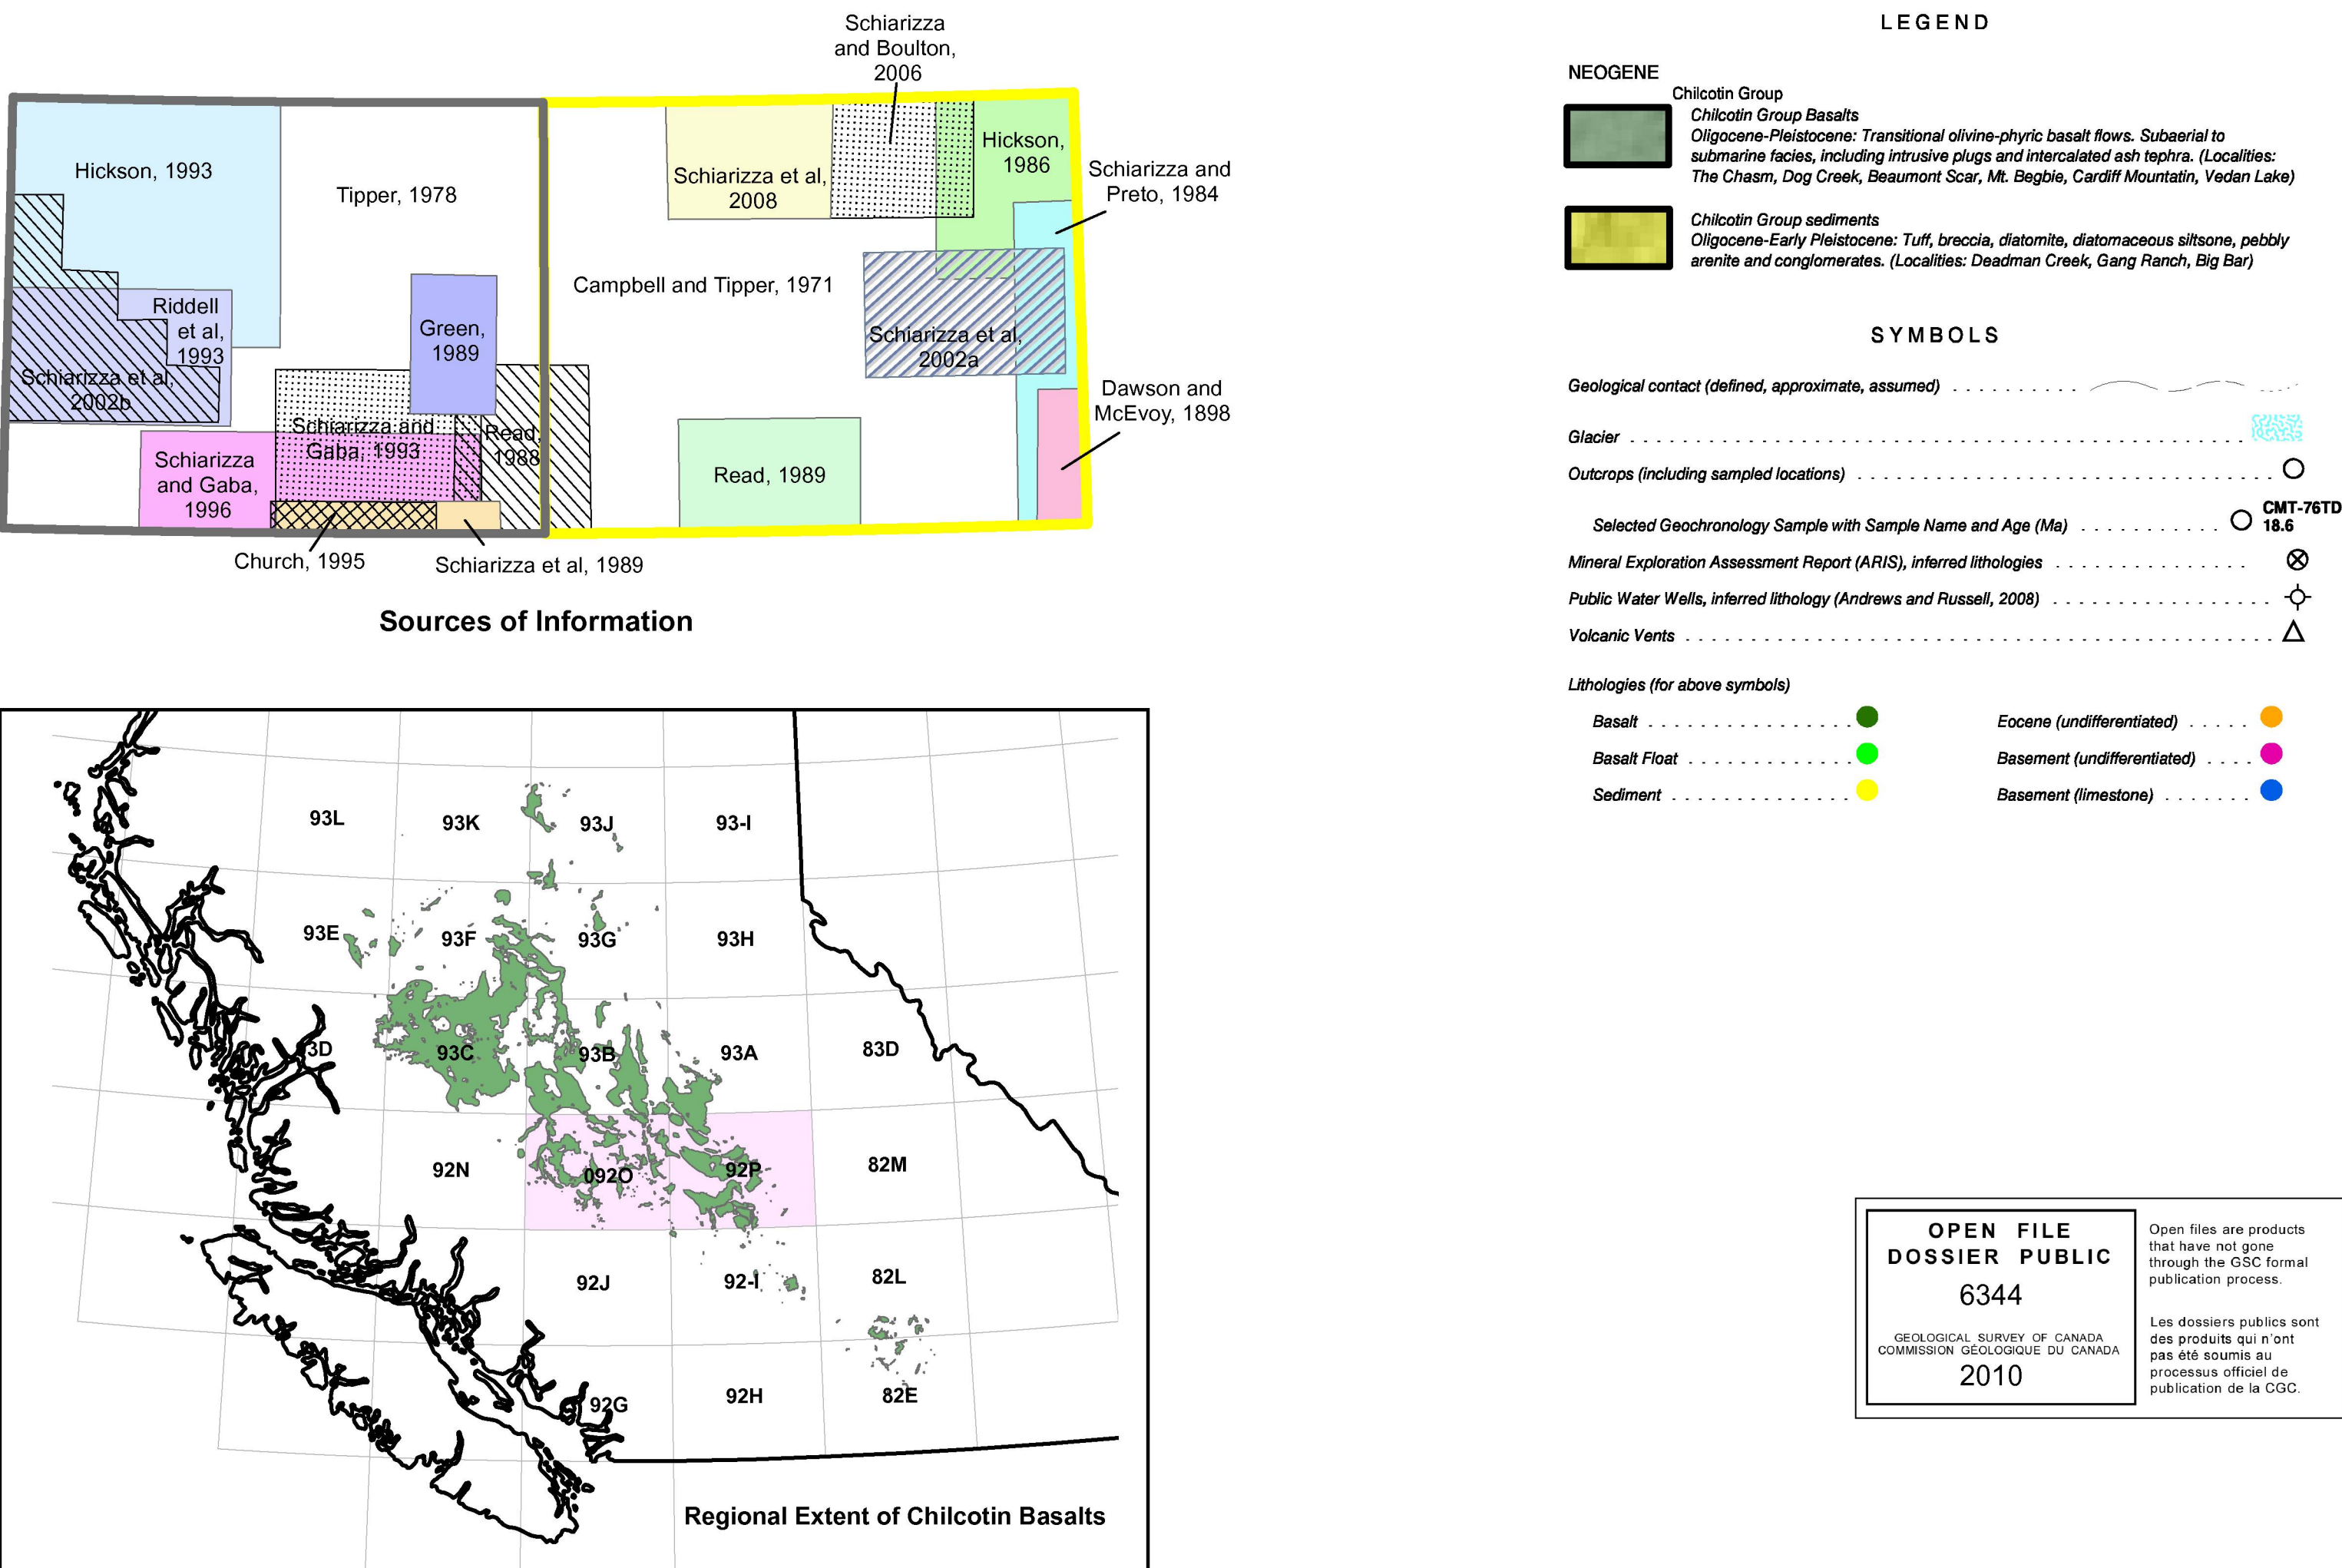 Schiarizza
and Boulton,
2006
Hickson, 1993
Tipper, 1978
Schiarizza et al,
2008
Hickson,
1986
Schiarizza and
Preto, 1984
Campbell and Tipper, 1971
Riddell
et al,
1993
Green,
1989
Schiarizza et al,
2002a
Schiarizza et al,
2002b
Dawson and
McEvoy, 1898
Schiarizza and
Gaba, 1993
Read,
1988
Schiarizza
and Gaba,
1996
Read, 1989
Church, 1995
Schiarizza et al, 1989
Sources of Information
93L
93K
93J
93-I
93E
93F
93G
93H
3D
93C
93B
93A
83D
92N
092O
92P
82M
92J
92-I
82L
92G
92H
82E
Regional Extent of Chilcotin Basalts
LEGEND
NEOGENE
Chilcotin Group
Chilcotin Group Basalts
Oligocene-Pleistocene: Transitional olivine-phyric basalt flows. Subaerial to
submarine facies, including intrusive plugs and intercalated ash tephra. (Localities:
The Chasm, Dog Creek, Beaumont Scar, Mt. Begbie, Cardiff Mountatin, Vedan Lake)
Chilcotin Group sediments
Oligocene-Early Pleistocene: Tuff, breccia, diatomite, diatomaceous siltsone, pebbly
arenite and conglomerates. (Localities: Deadman Creek, Gang Ranch, Big Bar)
SYMBOLS
Geological contact (defined, approximate, assumed)
Glacier
Outcrops (including sampled locations)
Selected Geochronology Sample with Sample Name and Age (Ma)
CMT-76TD
18.6
Mineral Exploration Assessment Report (ARIS), inferred lithologies
Public Water Wells, inferred lithology (Andrews and Russell, 2008)
Volcanic Vents
Lithologies (for above symbols)
Basalt
Basalt Float
Sediment
Eocene (undifferentiated)
Basement (undifferentiated)
Basement (limestone)
OPEN FILE
DOSSIER PUBLIC
6344
GEOLOGICAL SURVEY OF CANADA
COMMISSION GÉOLOGIQUE DU CANADA
2010
Open files are products
that have not gone
through the GSC formal
publication process.
Les dossiers publics sont
des produits qui n'ont
pas été soumis au
processus officiel de
publication de la CGC.